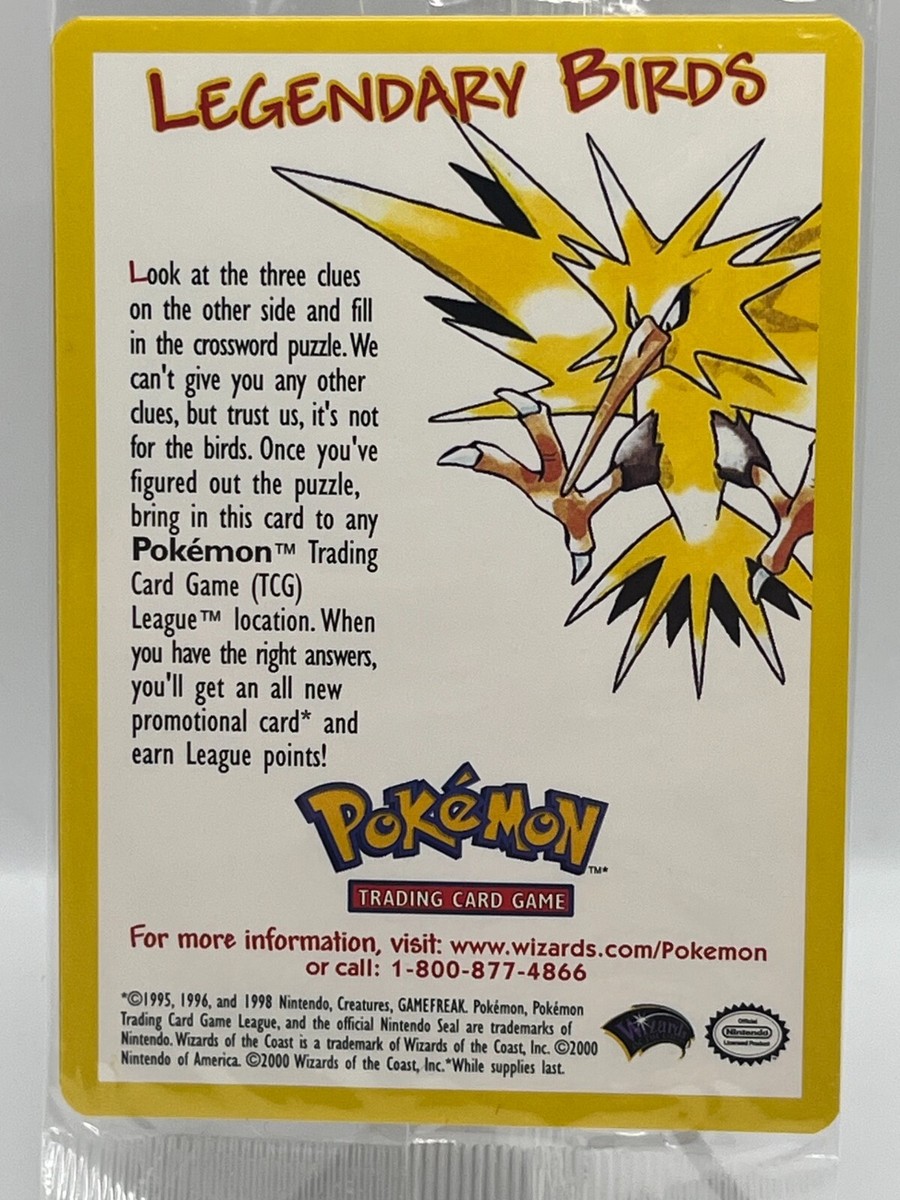 LEGENDARY BIRDS
Look at the three clues
on the other side and fill
in the crossword puzzle. We
can't give you any other
clues, but trust us, it's not
for the birds. Once you've
figured out the puzzle,
bring in this card to any
Pokémon™ Trading
Card Game (TCG)
League™ location. When
you have the right answers,
you'll get an all new
promotional card* and
earn League points!
POKéMON
™*
TRADING CARD GAME
For more information, visit: www.wizards.com/Pokemon
or call: 1-800-877-4866
*©1995, 1996, and 1998 Nintendo, Creatures, GAMEFREAK. Pokémon, Pokémon
Trading Card Game League, and the official Nintendo Seal are trademarks of
Nintendo. Wizards of the Coast is a trademark of Wizards of the Coast, Inc. ©2000
Nintendo of America. ©2000 Wizards of the Coast, Inc.*While supplies last.
Wizards
Official
Nintendo
Licensed Product